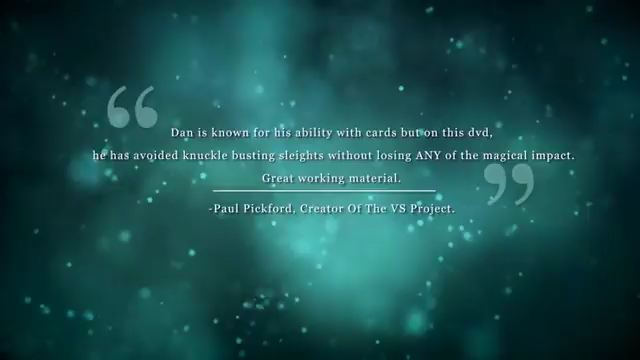 Dan is known for his ability with cards but on this dvd,
he has avoided knuckle busting sleights without losing ANY of the magical impact.
Great working material.
-Paul Pickford, Creator Of The VS Project.